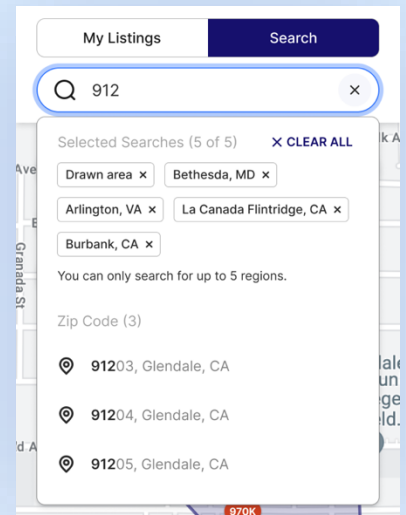 My Listings
Search
912
Selected Searches (5 of 5)
CLEAR ALL
Drawn area
Bethesda, MD
Arlington, VA
La Canada Flintridge, CA
Burbank, CA
You can only search for up to 5 regions.
Zip Code (3)
91203, Glendale, CA
91204, Glendale, CA
91205, Glendale, CA
Ave
Granada St
970K